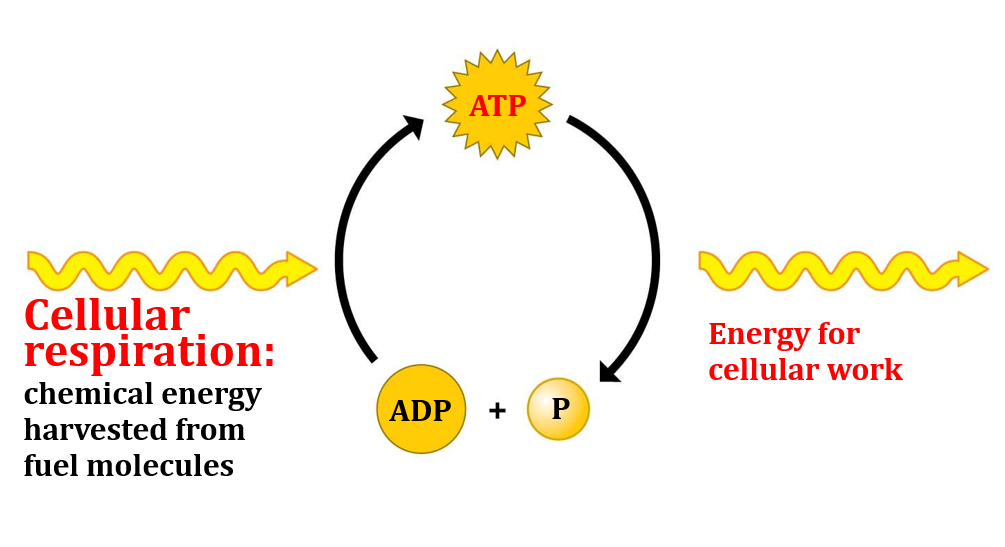 ATP
Cellular
respiration:
chemical energy
harvested from
fuel molecules
Energy for
cellular work
ADP + P